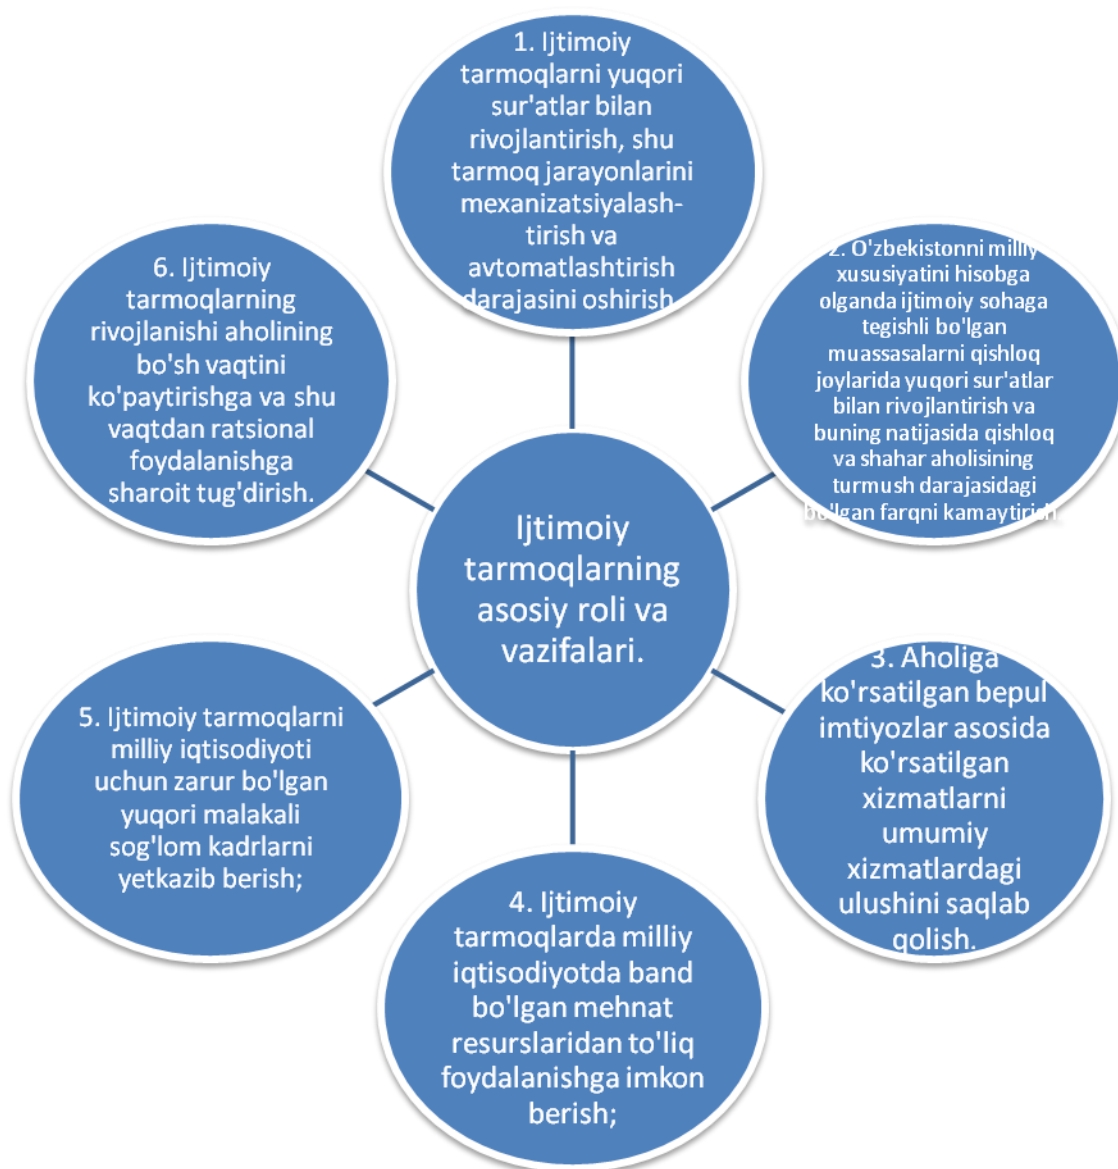 1. Ijtimoiy
tarmoqlarni yuqori
sur'atlar bilan
rivojlantirish, shu
tarmoq jarayonlarini
mexanizatsiyalash-
tirish va
avtomatlashtirish
darajasini oshirish.
2. O'zbekistonni milliy
xususiyatini hisobga
olganda ijtimoiy sohaga
tegishli bo'lgan
muassasalarni qishloq
joylarida yuqori sur'atlar
bilan rivojlantirish va
buning natijasida qishloq
va shahar aholisining
turmush darajasidagi
bo'lgan farqni kamaytirish.
3. Aholiga
ko'rsatilgan bepul
imtiyozlar asosida
ko'rsatilgan
xizmatlarni
umumiy
xizmatlardagi
ulushini saqlab
qolish.
4. Ijtimoiy
tarmoqlarda milliy
iqtisodiyotda band
bo'lgan mehnat
resurslaridan to'liq
foydalanishga imkon
berish;
5. Ijtimoiy tarmoqlarni
milliy iqtisodiyoti
uchun zarur bo'lgan
yuqori malakali
sog'lom kadrlarni
yetkazib berish;
6. Ijtimoiy
tarmoqlarning
rivojlanishi aholining
bo'sh vaqtini
ko'paytirishga va shu
vaqtdan ratsional
foydalanishga
sharoit tug'dirish.
Ijtimoiy
tarmoqlarning
asosiy roli va
vazifalari.